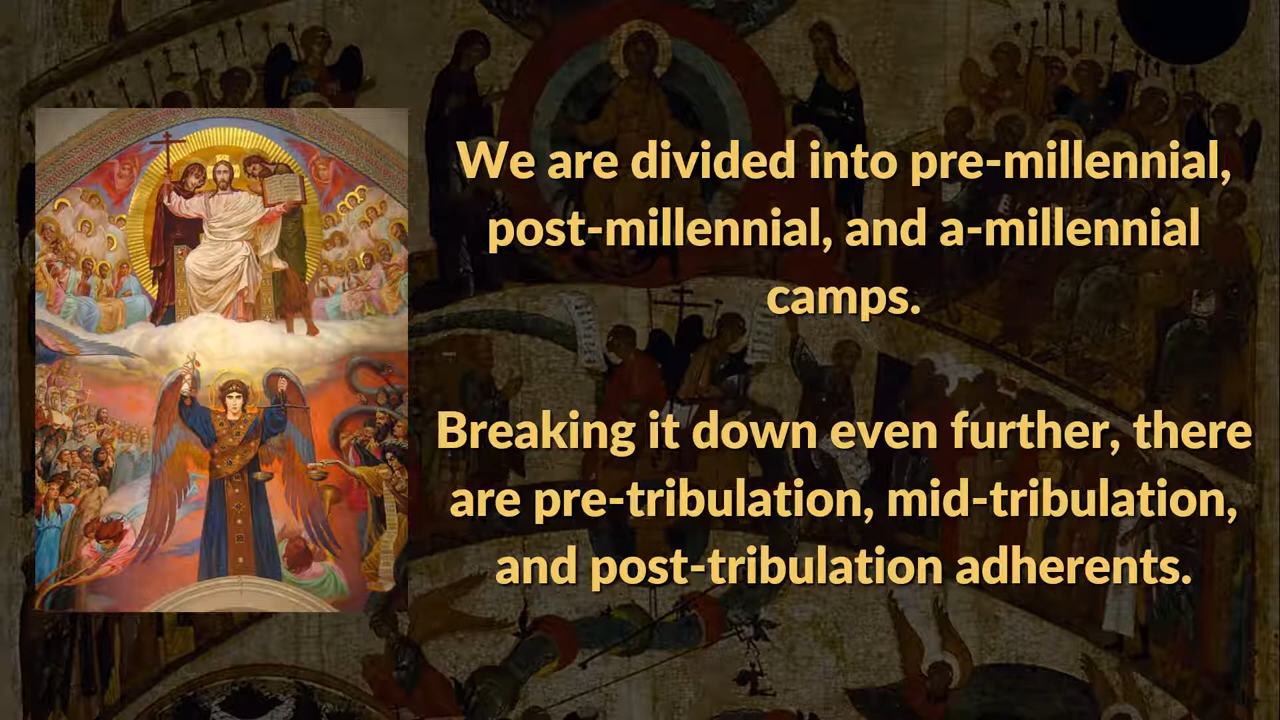 We are divided into pre-millennial,
post-millennial, and a-millennial
camps.
Breaking it down even further, there
are pre-tribulation, mid-tribulation,
and post-tribulation adherents.